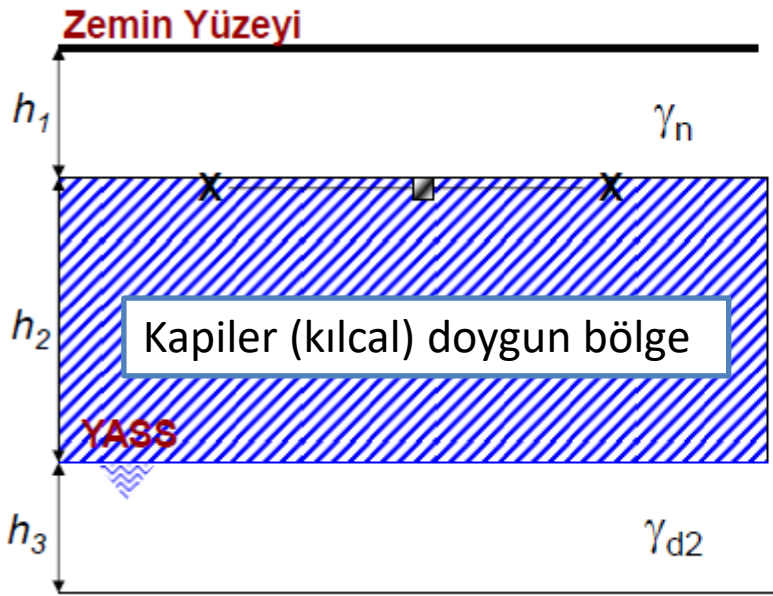 Zemin Yüzeyi
h1
γn
X X
h2
Kapiler (kılcal) doygun bölge
YASS
h3
γd2